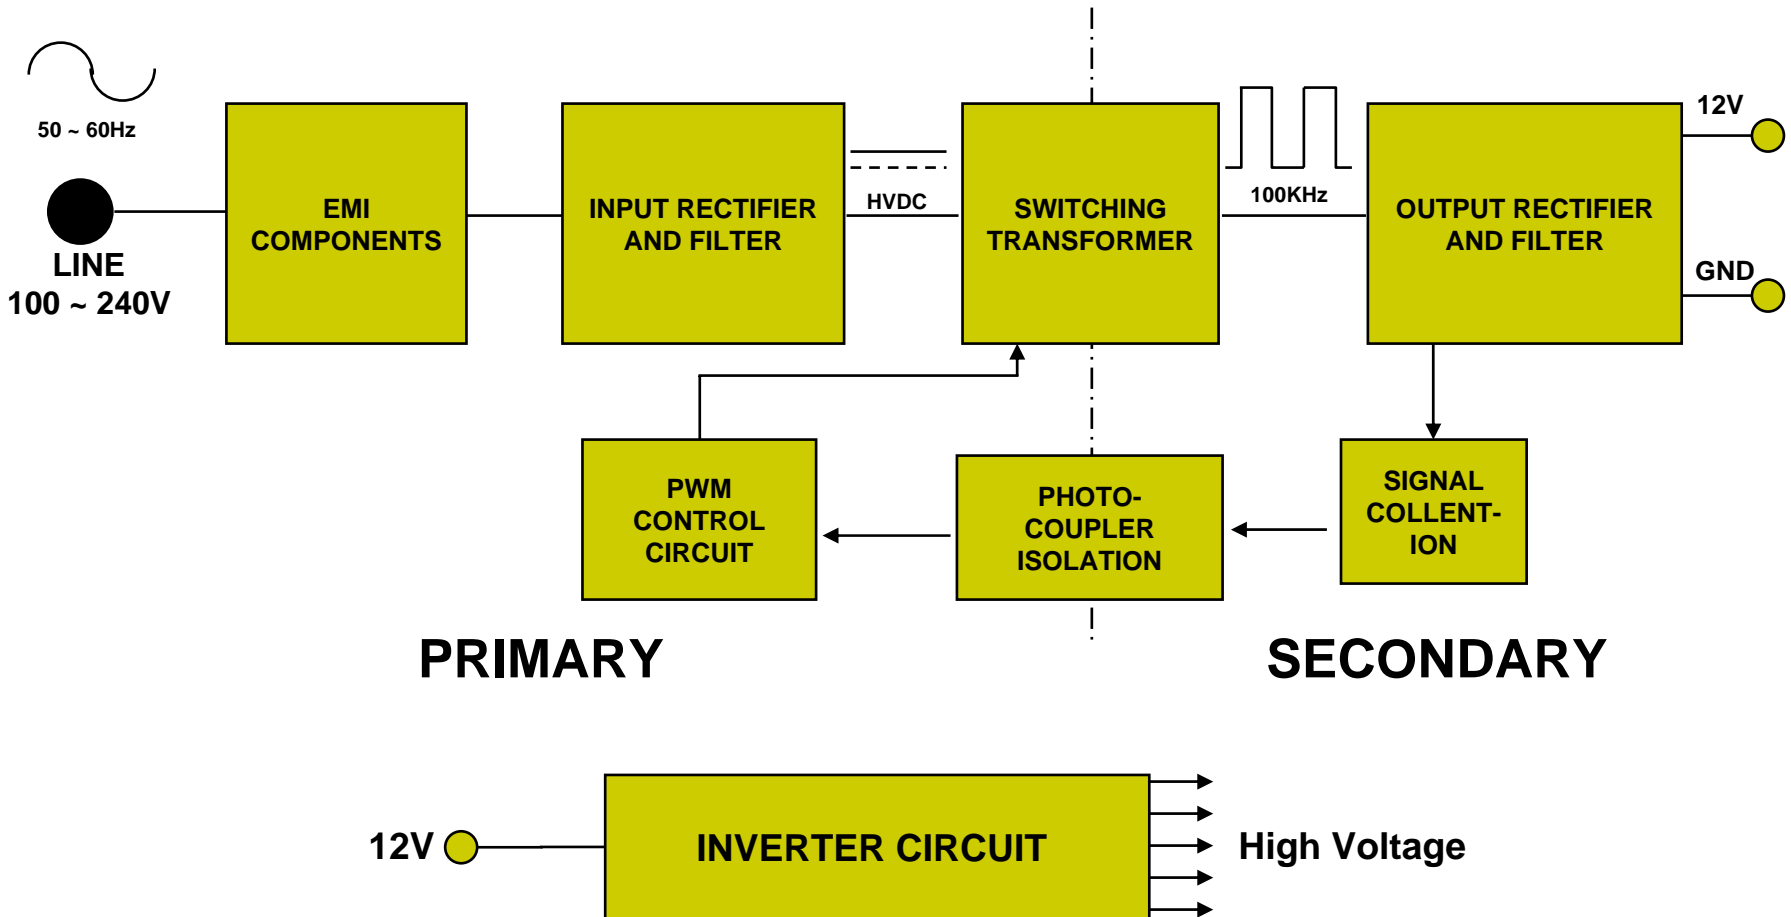 50 ~ 60Hz
LINE
100 ~ 240V
EMI
COMPONENTS
INPUT RECTIFIER
AND FILTER
HVDC
SWITCHING
TRANSFORMER
100KHz
OUTPUT RECTIFIER
AND FILTER
12V
GND
PWM
CONTROL
CIRCUIT
PHOTO-
COUPLER
ISOLATION
SIGNAL
COLLENT-
ION
PRIMARY
SECONDARY
12V
INVERTER CIRCUIT
High Voltage